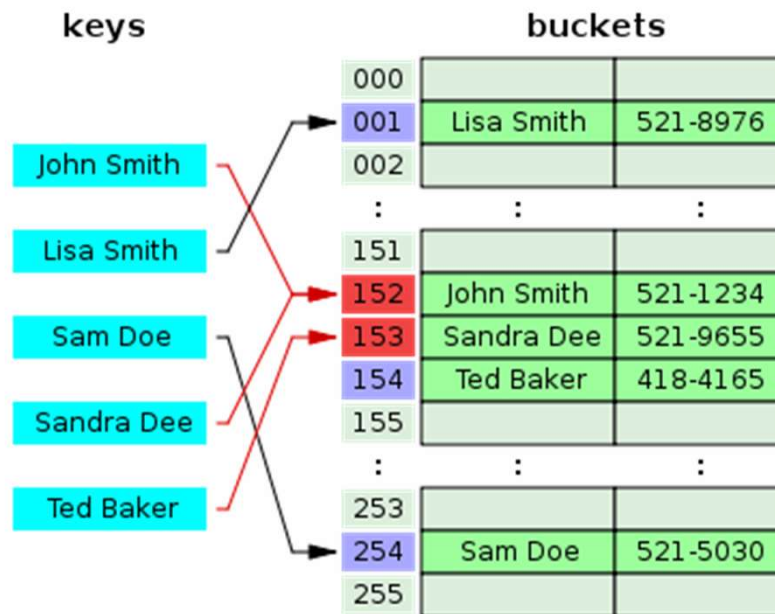 keys
buckets
000
001 Lisa Smith 521-8976
John Smith
002
: : :
Lisa Smith
151
152 John Smith 521-1234
Sam Doe
153 Sandra Dee 521-9655
154 Ted Baker 418-4165
Sandra Dee
155
: : :
Ted Baker
253
254 Sam Doe 521-5030
255